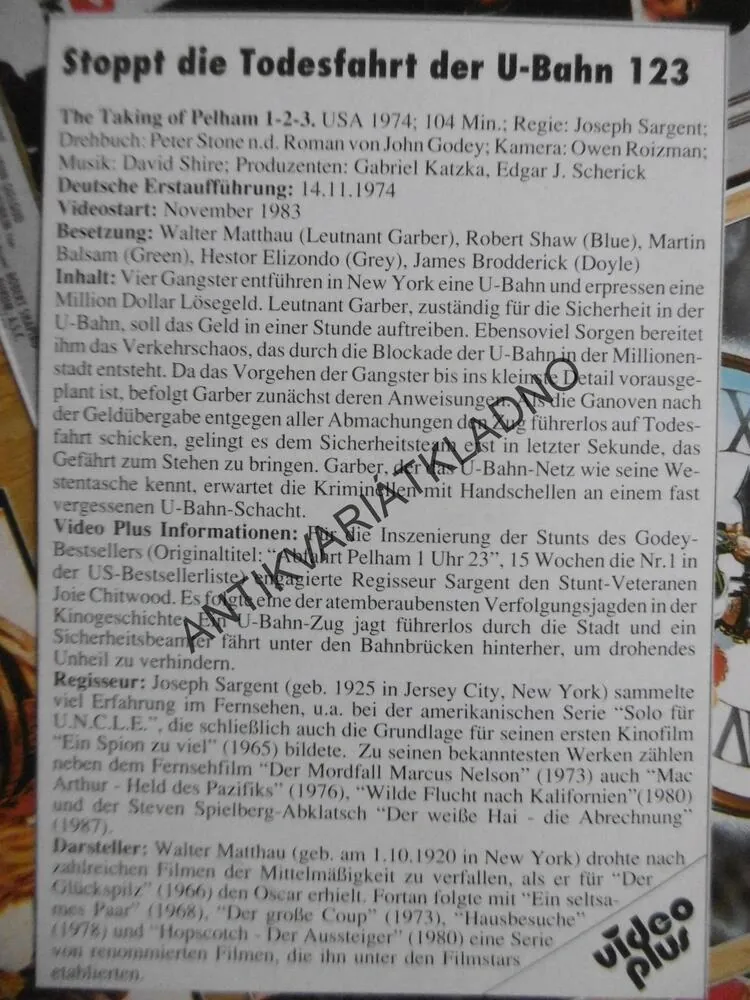 Stoppt die Todesfahrt der U-Bahn 123
The Taking of Pelham 1-2-3. USA 1974; 104 Min.; Regie: Joseph Sargent;
Drehbuch: Peter Stone n.d. Roman von John Godey; Kamera: Owen Roizman;
Musik: David Shire; Produzenten: Gabriel Katzka, Edgar J. Scherick
Deutsche Erstaufführung: 14.11.1974
Videostart: November 1983
Besetzung: Walter Matthau (Leutnant Garber), Robert Shaw (Blue), Martin
Balsam (Green), Hestor Elizondo (Grey), James Brodderick (Doyle)
Inhalt: Vier Gangster entführen in New York eine U-Bahn und erpressen eine
Million Dollar Lösegeld. Leutnant Garber, zuständig für die Sicherheit in der
U-Bahn, soll das Geld in einer Stunde auftreiben. Ebensoviel Sorgen bereitet
ihm das Verkehrschaos, das durch die Blockade der U-Bahn in der Millionen-
stadt entsteht. Da das Vorgehen der Gangster bis ins kleinste Detail vorausge-
plant ist, befolgt Garber zunächst deren Anweisungen. Als die Ganoven nach
der Geldübergabe entgegen aller Abmachungen den Zug führerlos auf Todes-
fahrt schicken, gelingt es dem Sicherheitsteam erst in letzter Sekunde, das
Gefährt zum Stehen zu bringen. Garber, der das U-Bahn-Netz wie seine We-
stentasche kennt, erwartet die Kriminellen mit Handschellen an einem fast
vergessenen U-Bahn-Schacht.
Video Plus Informationen: Für die Inszenierung der Stunts des Godey-
Bestsellers (Originaltitel: "Abfahrt Pelham 1 Uhr 23", 15 Wochen die Nr.1 in
der US-Bestsellerliste) engagierte Regisseur Sargent den Stunt-Veteranen
Joie Chitwood. Es folgte eine der atemberaubensten Verfolgungsjagden in der
Kinogeschichte: Ein U-Bahn-Zug jagt führerlos durch die Stadt und ein
Sicherheitsbeamter fährt unter den Bahnbrücken hinterher, um drohendes
Unheil zu verhindern.
Regisseur: Joseph Sargent (geb. 1925 in Jersey City, New York) sammelte
viel Erfahrung im Fernsehen, u.a. bei der amerikanischen Serie "Solo für
U.N.C.L.E.", die schließlich auch die Grundlage für seinen ersten Kinofilm
"Ein Spion zu viel" (1965) bildete. Zu seinen bekanntesten Werken zählen
neben dem Fernsehfilm "Der Mordfall Marcus Nelson" (1973) auch "Mac
Arthur - Held des Pazifiks" (1976), "Wilde Flucht nach Kalifornien"(1980)
und der Steven Spielberg-Abklatsch "Der weiße Hai - die Abrechnung"
(1987).
Darsteller: Walter Matthau (geb. am 1.10.1920 in New York) drohte nach
zahlreichen Filmen der Mittelmäßigkeit zu verfallen, als er für "Der
Glückspilz" (1966) den Oscar erhielt. Fortan folgte mit "Ein seltsa-
mes Paar" (1968), "Der große Coup" (1973), "Hausbesuche"
(1978) und "Hopscotch - Der Aussteiger" (1980) eine Serie
von renommierten Filmen, die ihn unter den Filmstars
etablierten.
video
plus
ANTIKVARIÁTKLADNO